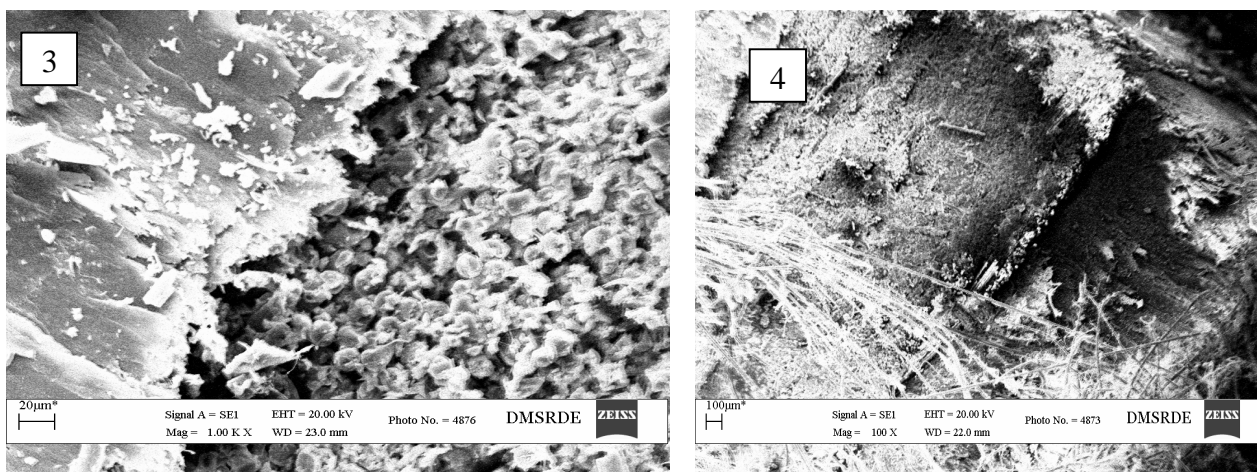 3
20µm*
Signal A = SE1 EHT = 20.00 kV Photo No. = 4876 DMSRDE ZEISS
Mag = 1.00 K X WD = 23.0 mm
4
100µm*
Signal A = SE1 EHT = 20.00 kV Photo No. = 4873 DMSRDE ZEISS
Mag = 100 X WD = 22.0 mm